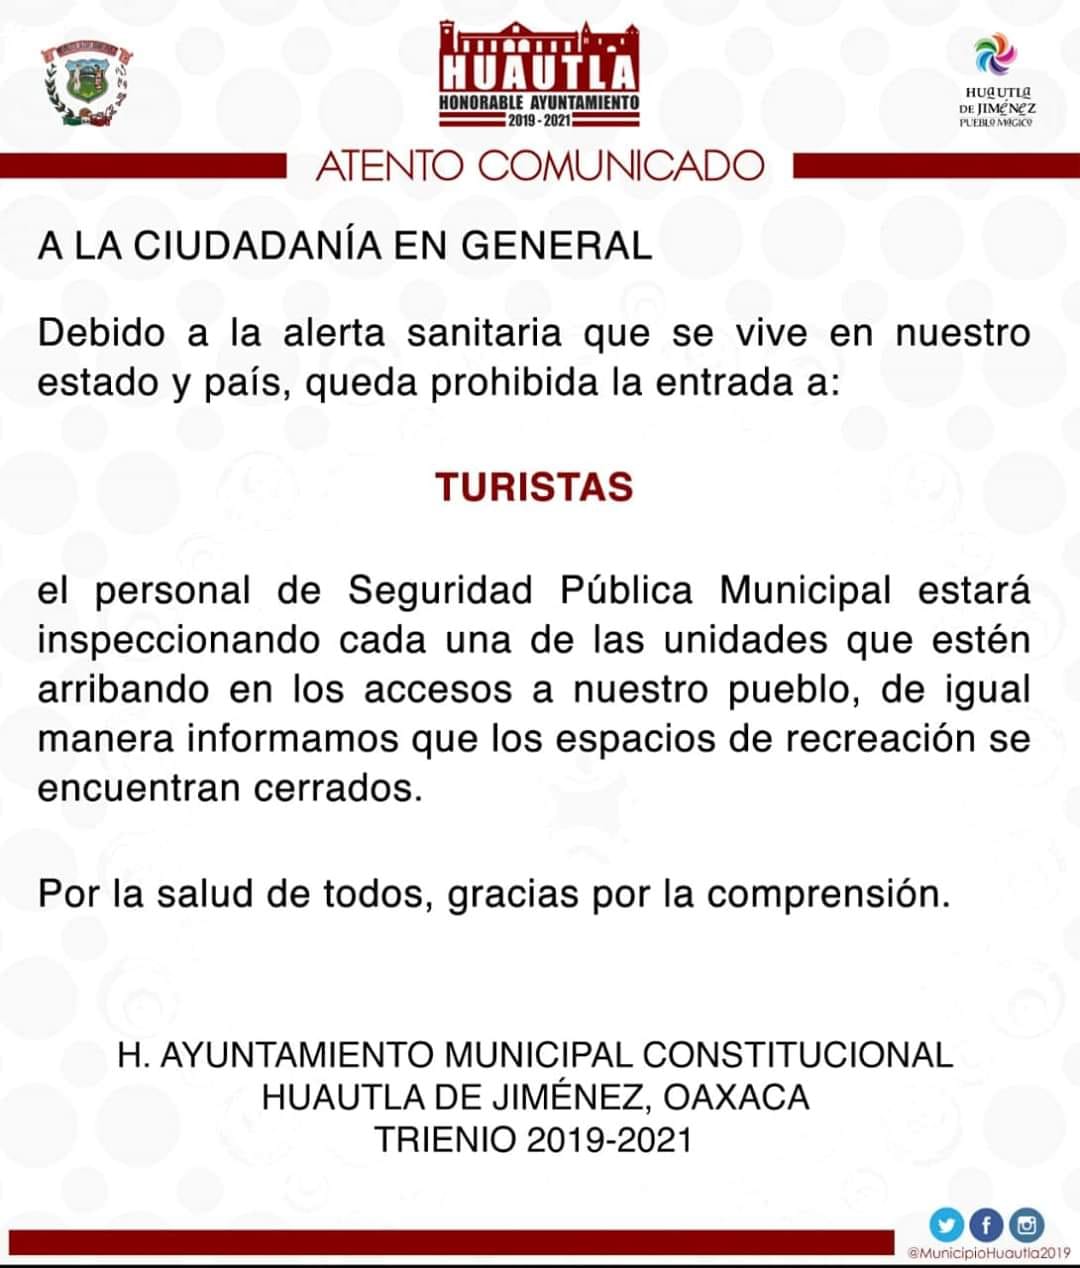 HUAUTLA
HONORABLE AYUNTAMIENTO
2019-2021
HUAUTLA
DE JIMÉNEZ
PUEBLO MÁGICO
ATENTO COMUNICADO
A LA CIUDADANÍA EN GENERAL
Debido a la alerta sanitaria que se vive en nuestro
estado y país, queda prohibida la entrada a:
TURISTAS
el personal de Seguridad Pública Municipal estará
inspeccionando cada una de las unidades que estén
arribando en los accesos a nuestro pueblo, de igual
manera informamos que los espacios de recreación se
encuentran cerrados.
Por la salud de todos, gracias por la comprensión.
H. AYUNTAMIENTO MUNICIPAL CONSTITUCIONAL
HUAUTLA DE JIMÉNEZ, OAXACA
TRIENIO 2019-2021
@MunicipioHuautla2019